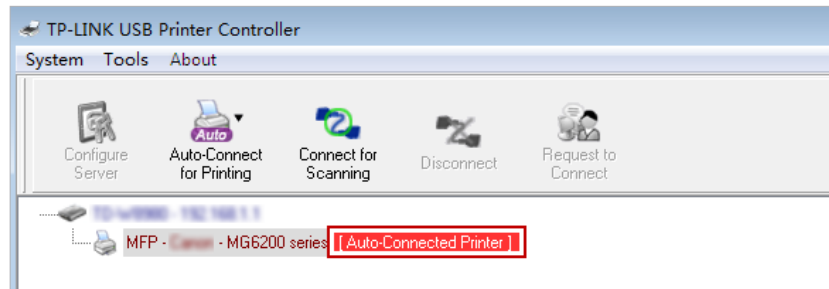 TP-LINK USB Printer Controller
System Tools About
Auto
Configure Server
Auto-Connect for Printing
Connect for Scanning
Disconnect
Request to Connect
MFP - - MG6200 series [ Auto-Connected Printer ]